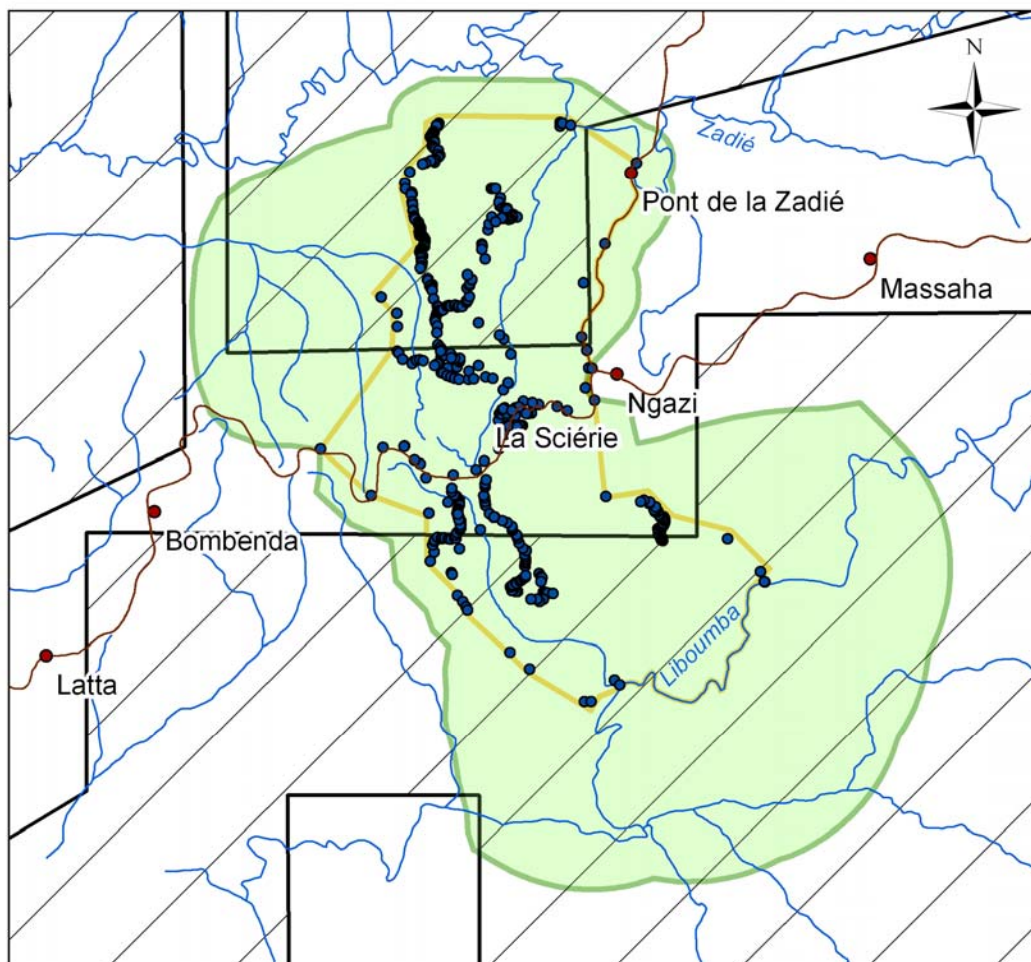 N
Zadié
Pont de la Zadié
Massaha
Ngazi
La Sciérie
Bombenda
Liboumba
Latta